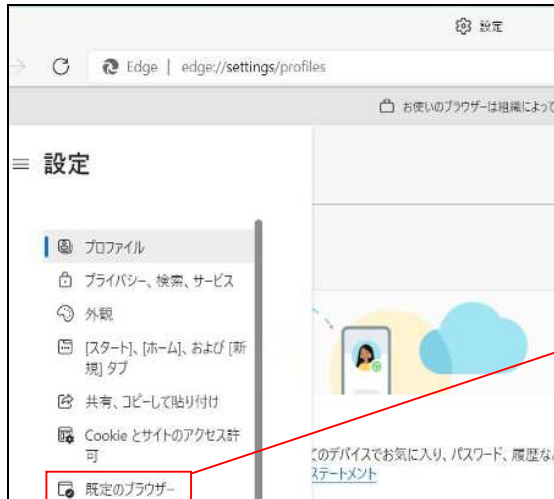 設定
Edge | edge://settings/profiles
お使いのブラウザーは組織によって
設定
プロファイル
プライバシー、検索、サービス
外観
[スタート]、[ホーム]、および [新
規] タブ
共有、コピーして貼り付け
Cookie とサイトのアクセス許
可
このデバイスでお気に入り、パスワード、履歴な
ステートメント
既定のブラウザー